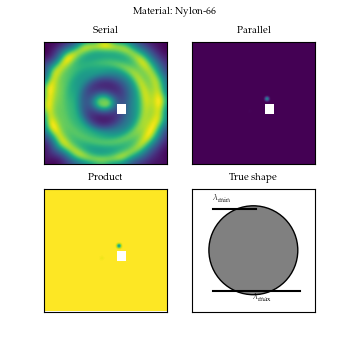 Material: Nylon-66
Serial
Parallel
Product
True shape
λmin
λmax